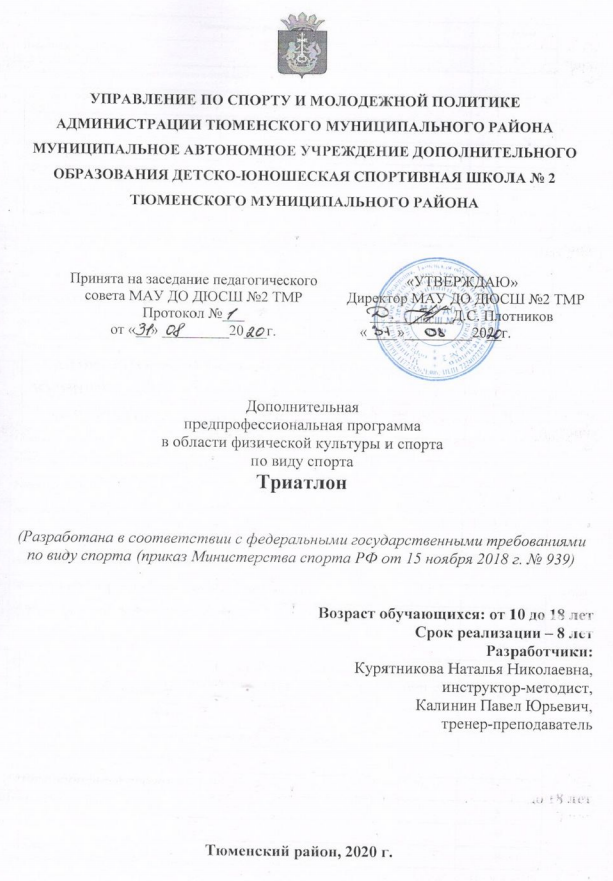 УПРАВЛЕНИЕ ПО СПОРТУ И МОЛОДЕЖНОЙ ПОЛИТИКЕ
АДМИНИСТРАЦИИ ТЮМЕНСКОГО МУНИЦИПАЛЬНОГО РАЙОНА
МУНИЦИПАЛЬНОЕ АВТОНОМНОЕ УЧРЕЖДЕНИЕ ДОПОЛНИТЕЛЬНОГО
ОБРАЗОВАНИЯ ДЕТСКО-ЮНОШЕСКАЯ СПОРТИВНАЯ ШКОЛА № 2
ТЮМЕНСКОГО МУНИЦИПАЛЬНОГО РАЙОНА
Принята на заседание педагогического
совета МАУ ДО ДЮСШ №2 ТМР
Протокол № 1
от «31» 08 2020 г.
«УТВЕРЖДАЮ»
Директор МАУ ДО ДЮСШ №2 ТМР
Д.С. Плотников
«31» 08 2020г.
Дополнительная
предпрофессиональная программа
в области физической культуры и спорта
по виду спорта
Триатлон
(Разработана в соответствии с федеральными государственными требованиями
по виду спорта (приказ Министерства спорта РФ от 15 ноября 2018 г. № 939)
Возраст обучающихся: от 10 до 18 лет
Срок реализации – 8 лет
Разработчики:
Курятникова Наталья Николаевна,
инструктор-методист,
Калинин Павел Юрьевич,
тренер-преподаватель
до 18 лет
Тюменский район, 2020 г.